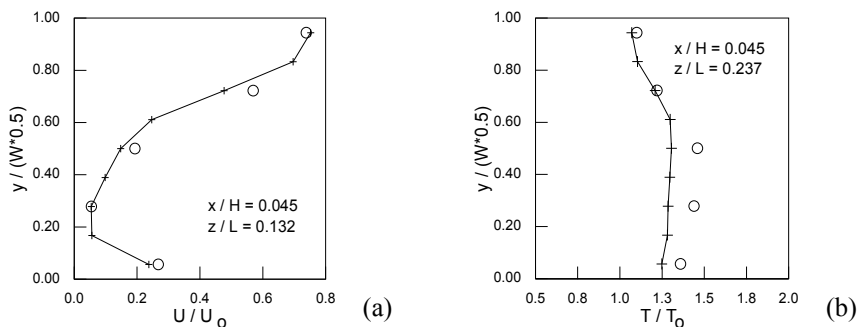 1.00
0.80
0.60
0.40
0.20
0.00
y / (W*0.5)
x / H = 0.045
z / L = 0.132
0.0 0.2 0.4 0.6 0.8
U / U o
(a)
1.00
0.80
0.60
0.40
0.20
0.00
y / (W*0.5)
x / H = 0.045
z / L = 0.237
0.5 0.8 1.0 1.3 1.5 1.8 2.0
T / T o
(b)